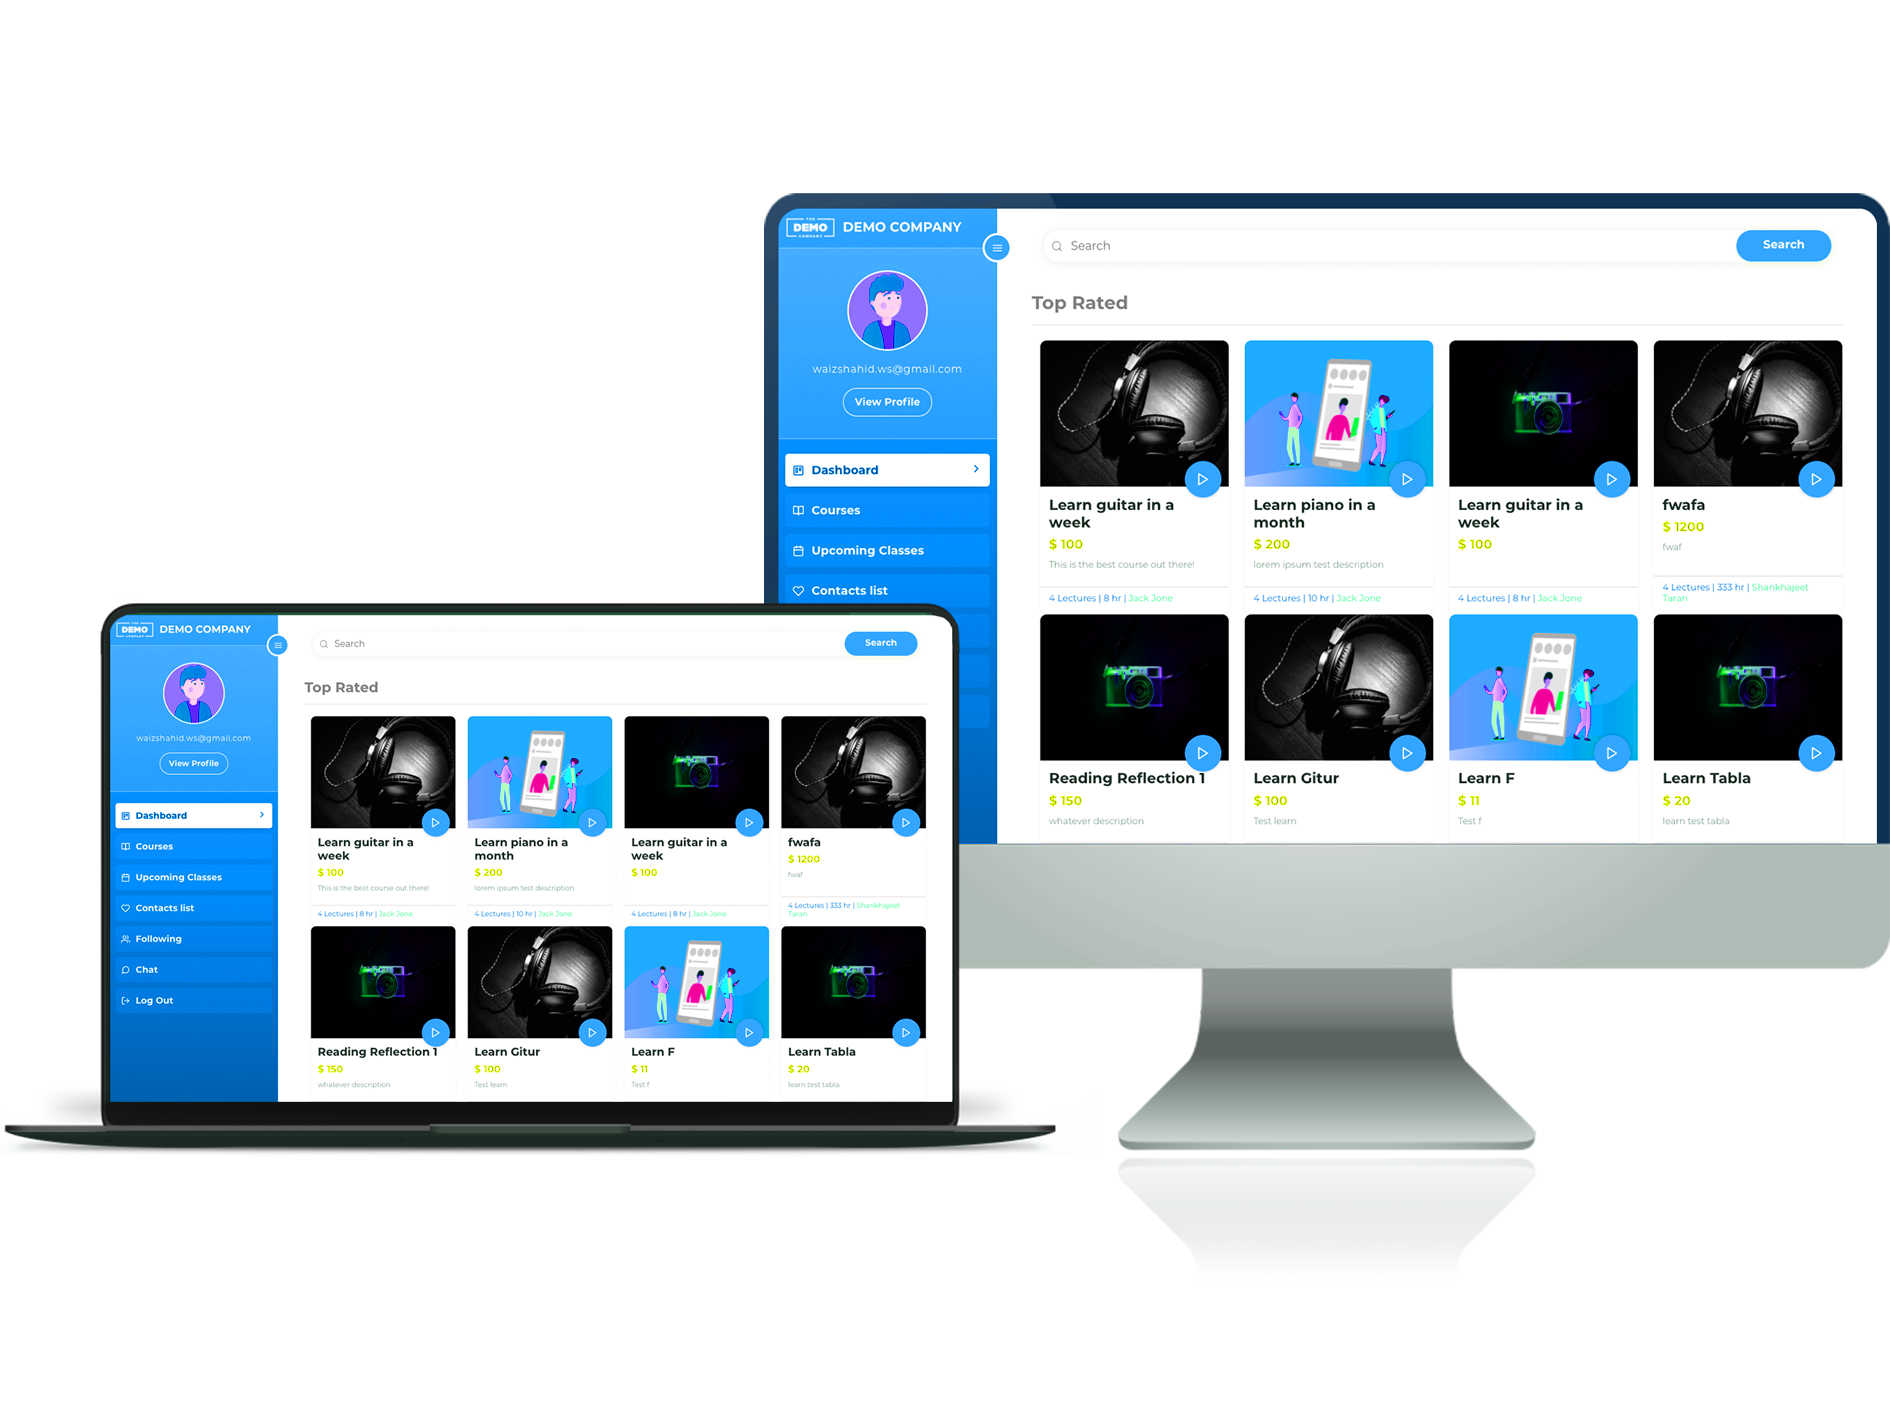 THE
DEMO
COMPANY
DEMO COMPANY
waizshahid.ws@gmail.com
View Profile
Dashboard
Courses
Upcoming Classes
Contacts list
Search
Search
Top Rated
Learn guitar in a
week
$ 100
This is the best course out there!
4 Lectures | 8 hr | Jack Jone
Learn piano in a
month
$ 200
lorem ipsum test description
4 Lectures | 10 hr | Jack Jone
Learn guitar in a
week
$ 100
4 Lectures | 8 hr | Jack Jone
fwafa
$ 1200
fwaf
4 Lectures | 333 hr | Shankhajeet
Taran
Reading Reflection 1
$ 150
whatever description
Learn Gitur
$ 100
Test learn
Learn F
$ 11
Test f
Learn Tabla
$ 20
learn test tabla
THE
DEMO
COMPANY
DEMO COMPANY
waizshahid.ws@gmail.com
View Profile
Dashboard
Courses
Upcoming Classes
Contacts list
Following
Chat
Log Out
Search
Search
Top Rated
Learn guitar in a
week
$ 100
This is the best course out there!
4 Lectures | 8 hr | Jack Jone
Learn piano in a
month
$ 200
lorem ipsum test description
4 Lectures | 10 hr | Jack Jone
Learn guitar in a
week
$ 100
4 Lectures | 8 hr | Jack Jone
fwafa
$ 1200
fwaf
4 Lectures | 333 hr | Shankhajeet
Taran
Reading Reflection 1
$ 150
whatever description
Learn Gitur
$ 100
Test learn
Learn F
$ 11
Test f
Learn Tabla
$ 20
learn test tabla